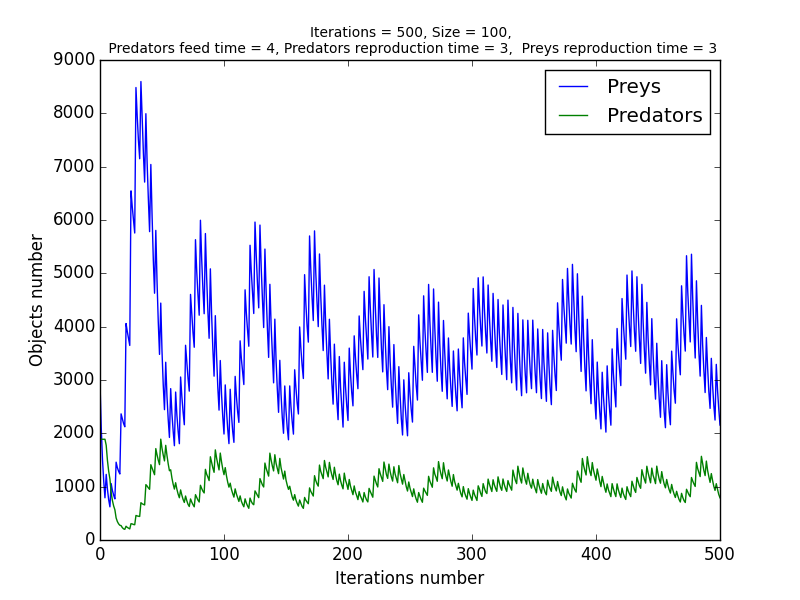 Iterations = 500, Size = 100,
Predators feed time = 4, Predators reproduction time = 3,  Preys reproduction time = 3
9000
8000
7000
6000
5000
4000
3000
2000
1000
0
Objects number
Preys
Predators
0 100 200 300 400 500
Iterations number